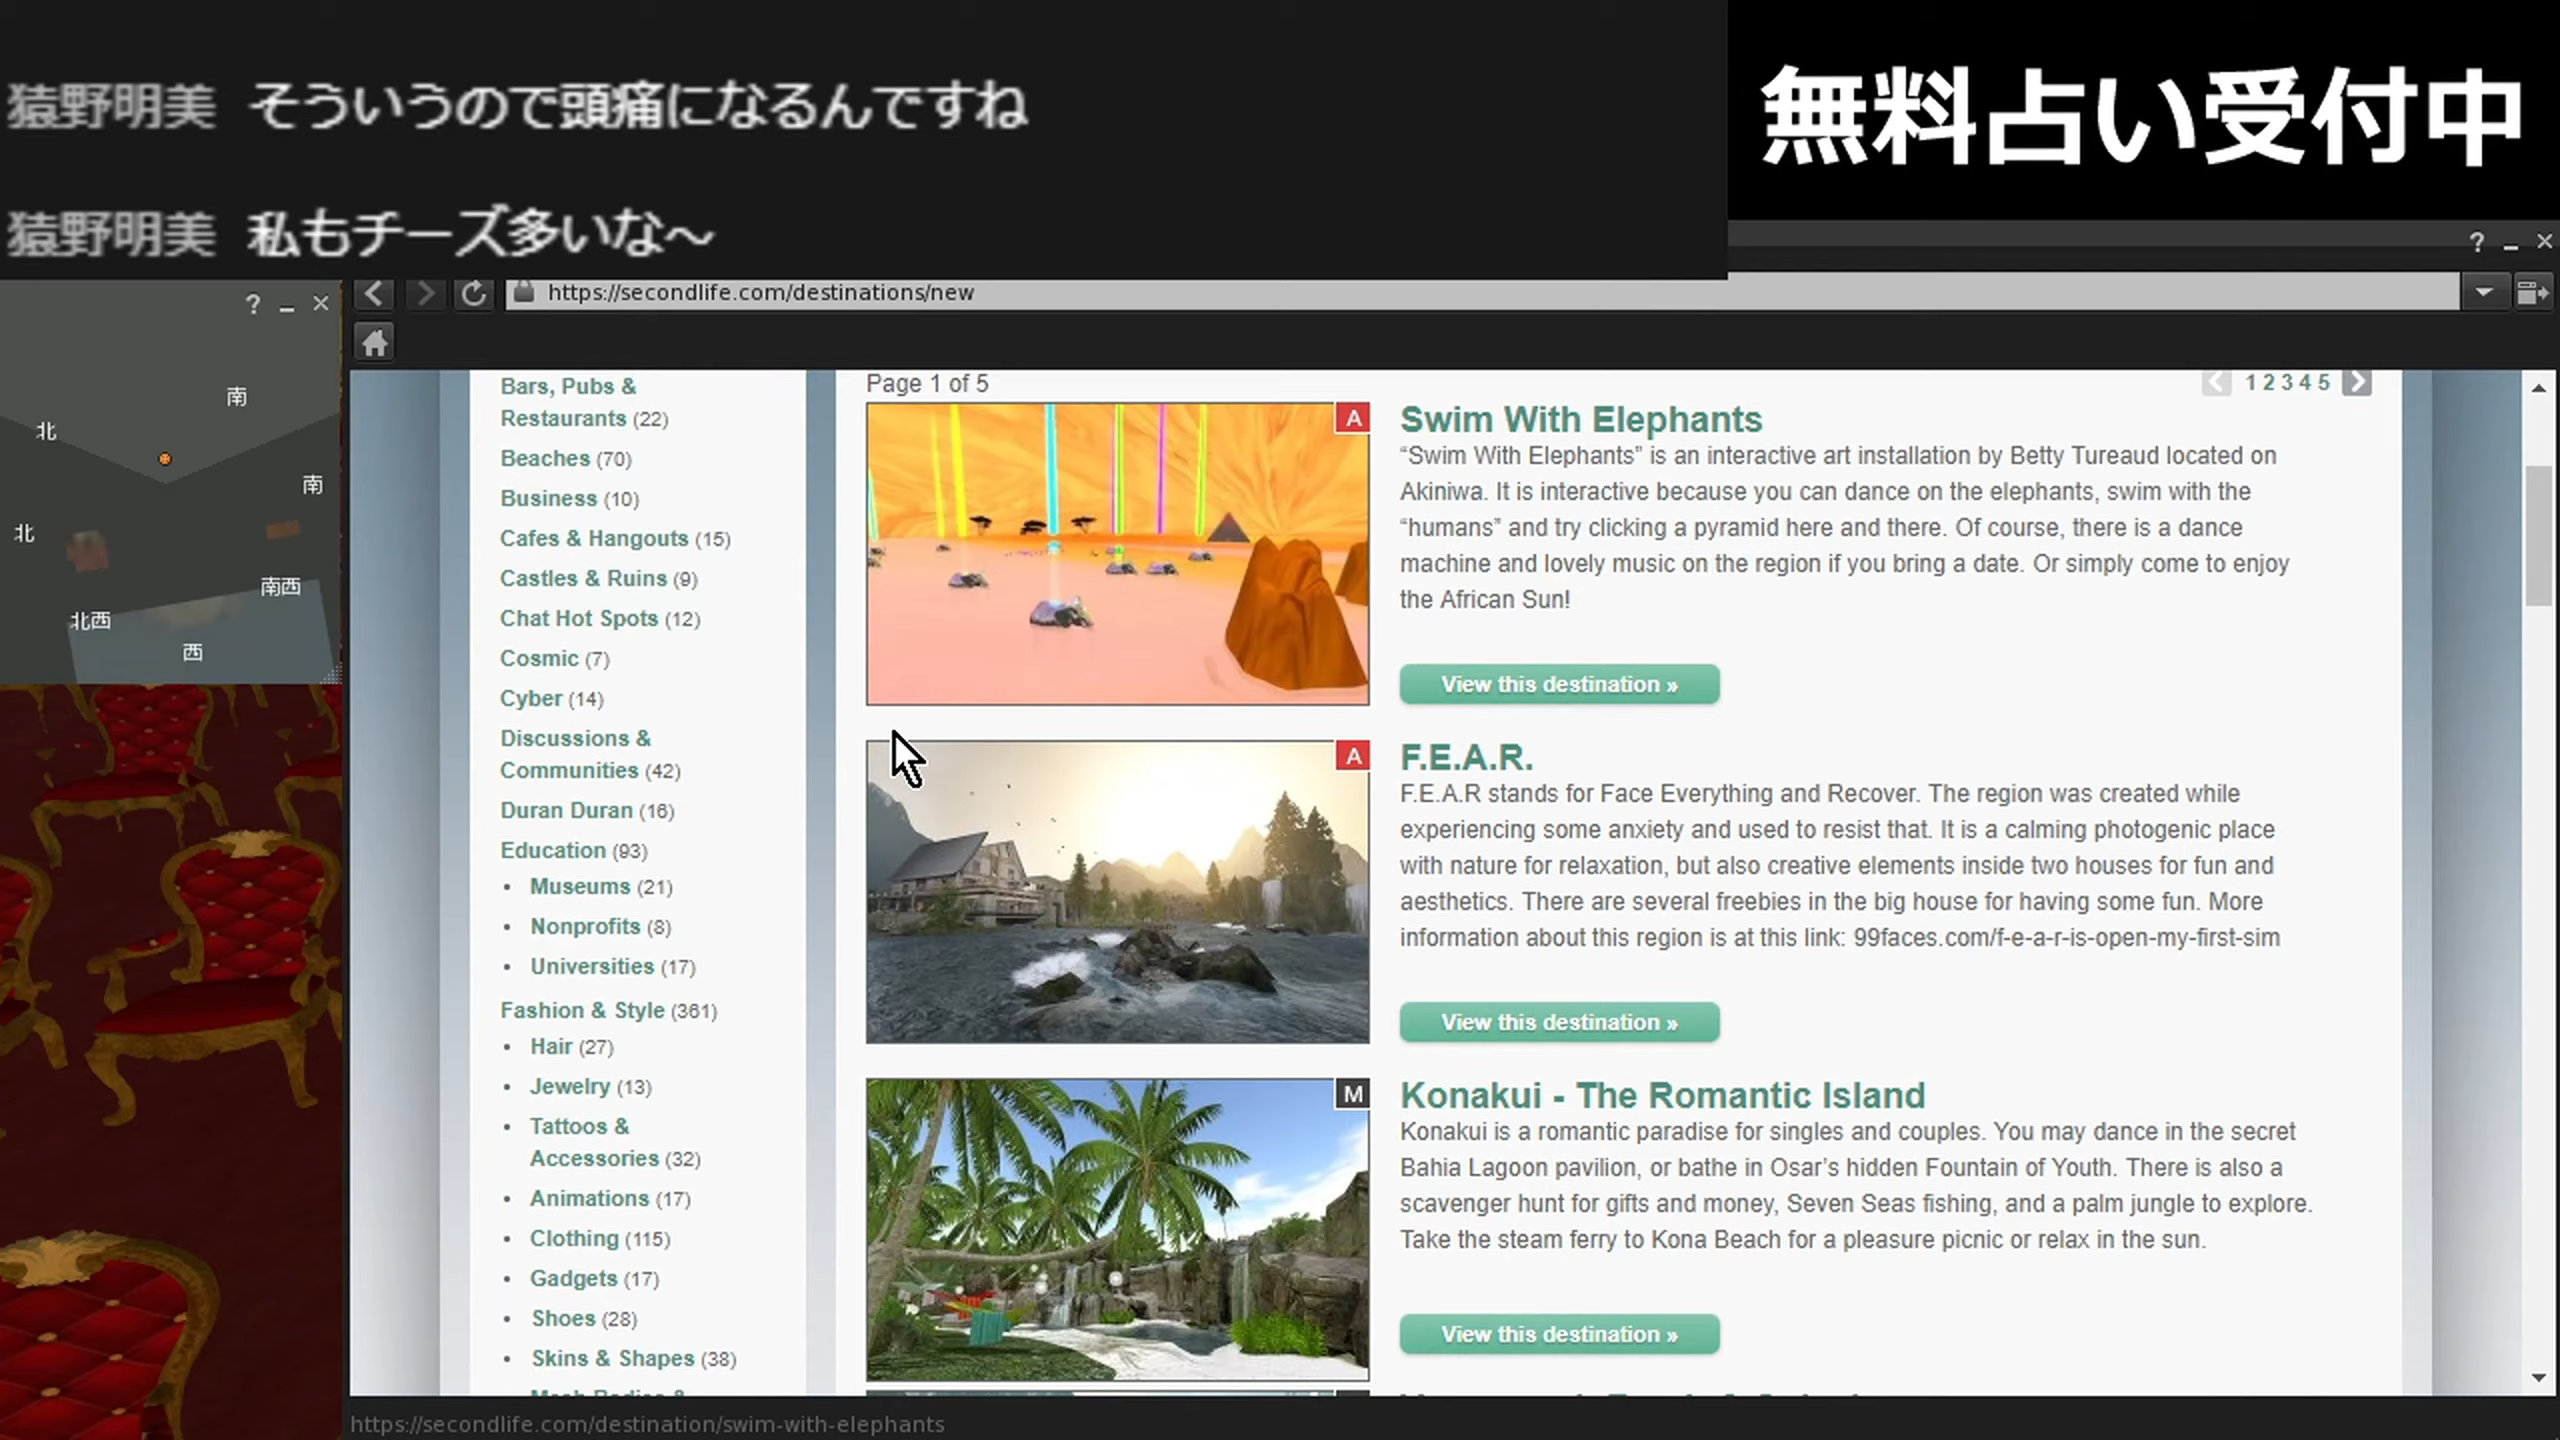 猿野明美 そういうので頭痛になるんですね
猿野明美 私もチーズ多いな～
無料占い受付中
https://secondlife.com/destinations/new
南
北
南
北
南西
北西
西
Bars, Pubs &
Restaurants (22)
Beaches (70)
Business (10)
Cafes & Hangouts (15)
Castles & Ruins (9)
Chat Hot Spots (12)
Cosmic (7)
Cyber (14)
Discussions &
Communities (42)
Duran Duran (16)
Education (93)
• Museums (21)
• Nonprofits (8)
• Universities (17)
Fashion & Style (361)
• Hair (27)
• Jewelry (13)
• Tattoos &
Accessories (32)
• Animations (17)
• Clothing (115)
• Gadgets (17)
• Shoes (28)
• Skins & Shapes (38)
Page 1 of 5
1 2 3 4 5
A
Swim With Elephants
“Swim With Elephants” is an interactive art installation by Betty Tureaud located on
Akiniwa. It is interactive because you can dance on the elephants, swim with the
“humans” and try clicking a pyramid here and there. Of course, there is a dance
machine and lovely music on the region if you bring a date. Or simply come to enjoy
the African Sun!
View this destination »
A
F.E.A.R.
F.E.A.R stands for Face Everything and Recover. The region was created while
experiencing some anxiety and used to resist that. It is a calming photogenic place
with nature for relaxation, but also creative elements inside two houses for fun and
aesthetics. There are several freebies in the big house for having some fun. More
information about this region is at this link: 99faces.com/f-e-a-r-is-open-my-first-sim
View this destination »
M
Konakui - The Romantic Island
Konakui is a romantic paradise for singles and couples. You may dance in the secret
Bahia Lagoon pavilion, or bathe in Osar’s hidden Fountain of Youth. There is also a
scavenger hunt for gifts and money, Seven Seas fishing, and a palm jungle to explore.
Take the steam ferry to Kona Beach for a pleasure picnic or relax in the sun.
View this destination »
https://secondlife.com/destination/swim-with-elephants